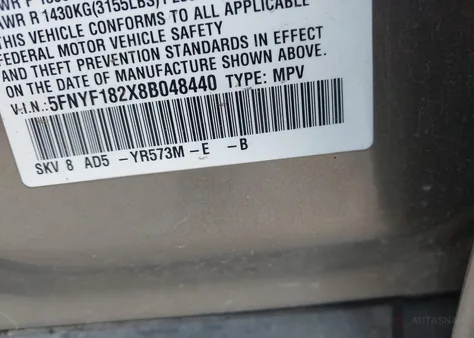 WR R 1430KG(3155LBS)
THIS VEHICLE CONFORMS TO ALL APPLICABLE
FEDERAL MOTOR VEHICLE SAFETY
AND THEFT PREVENTION STANDARDS IN EFFECT
ON THE DATE OF MANUFACTURE SHOWN ABOVE.
V.I.N.:5FNYF182X8B048440 TYPE: MPV
SKV 8 AD5 -YR573M-E -B